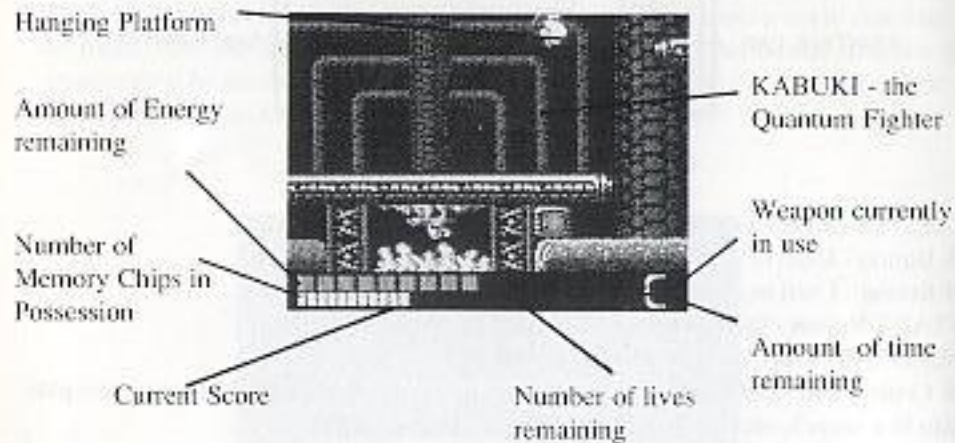 Hanging Platform
Amount of Energy
remaining
Number of
Memory Chips in
Possession
Current Score
Number of lives
remaining
KABUKI - the
Quantum Fighter
Weapon currently
in use
Amount of time
remaining